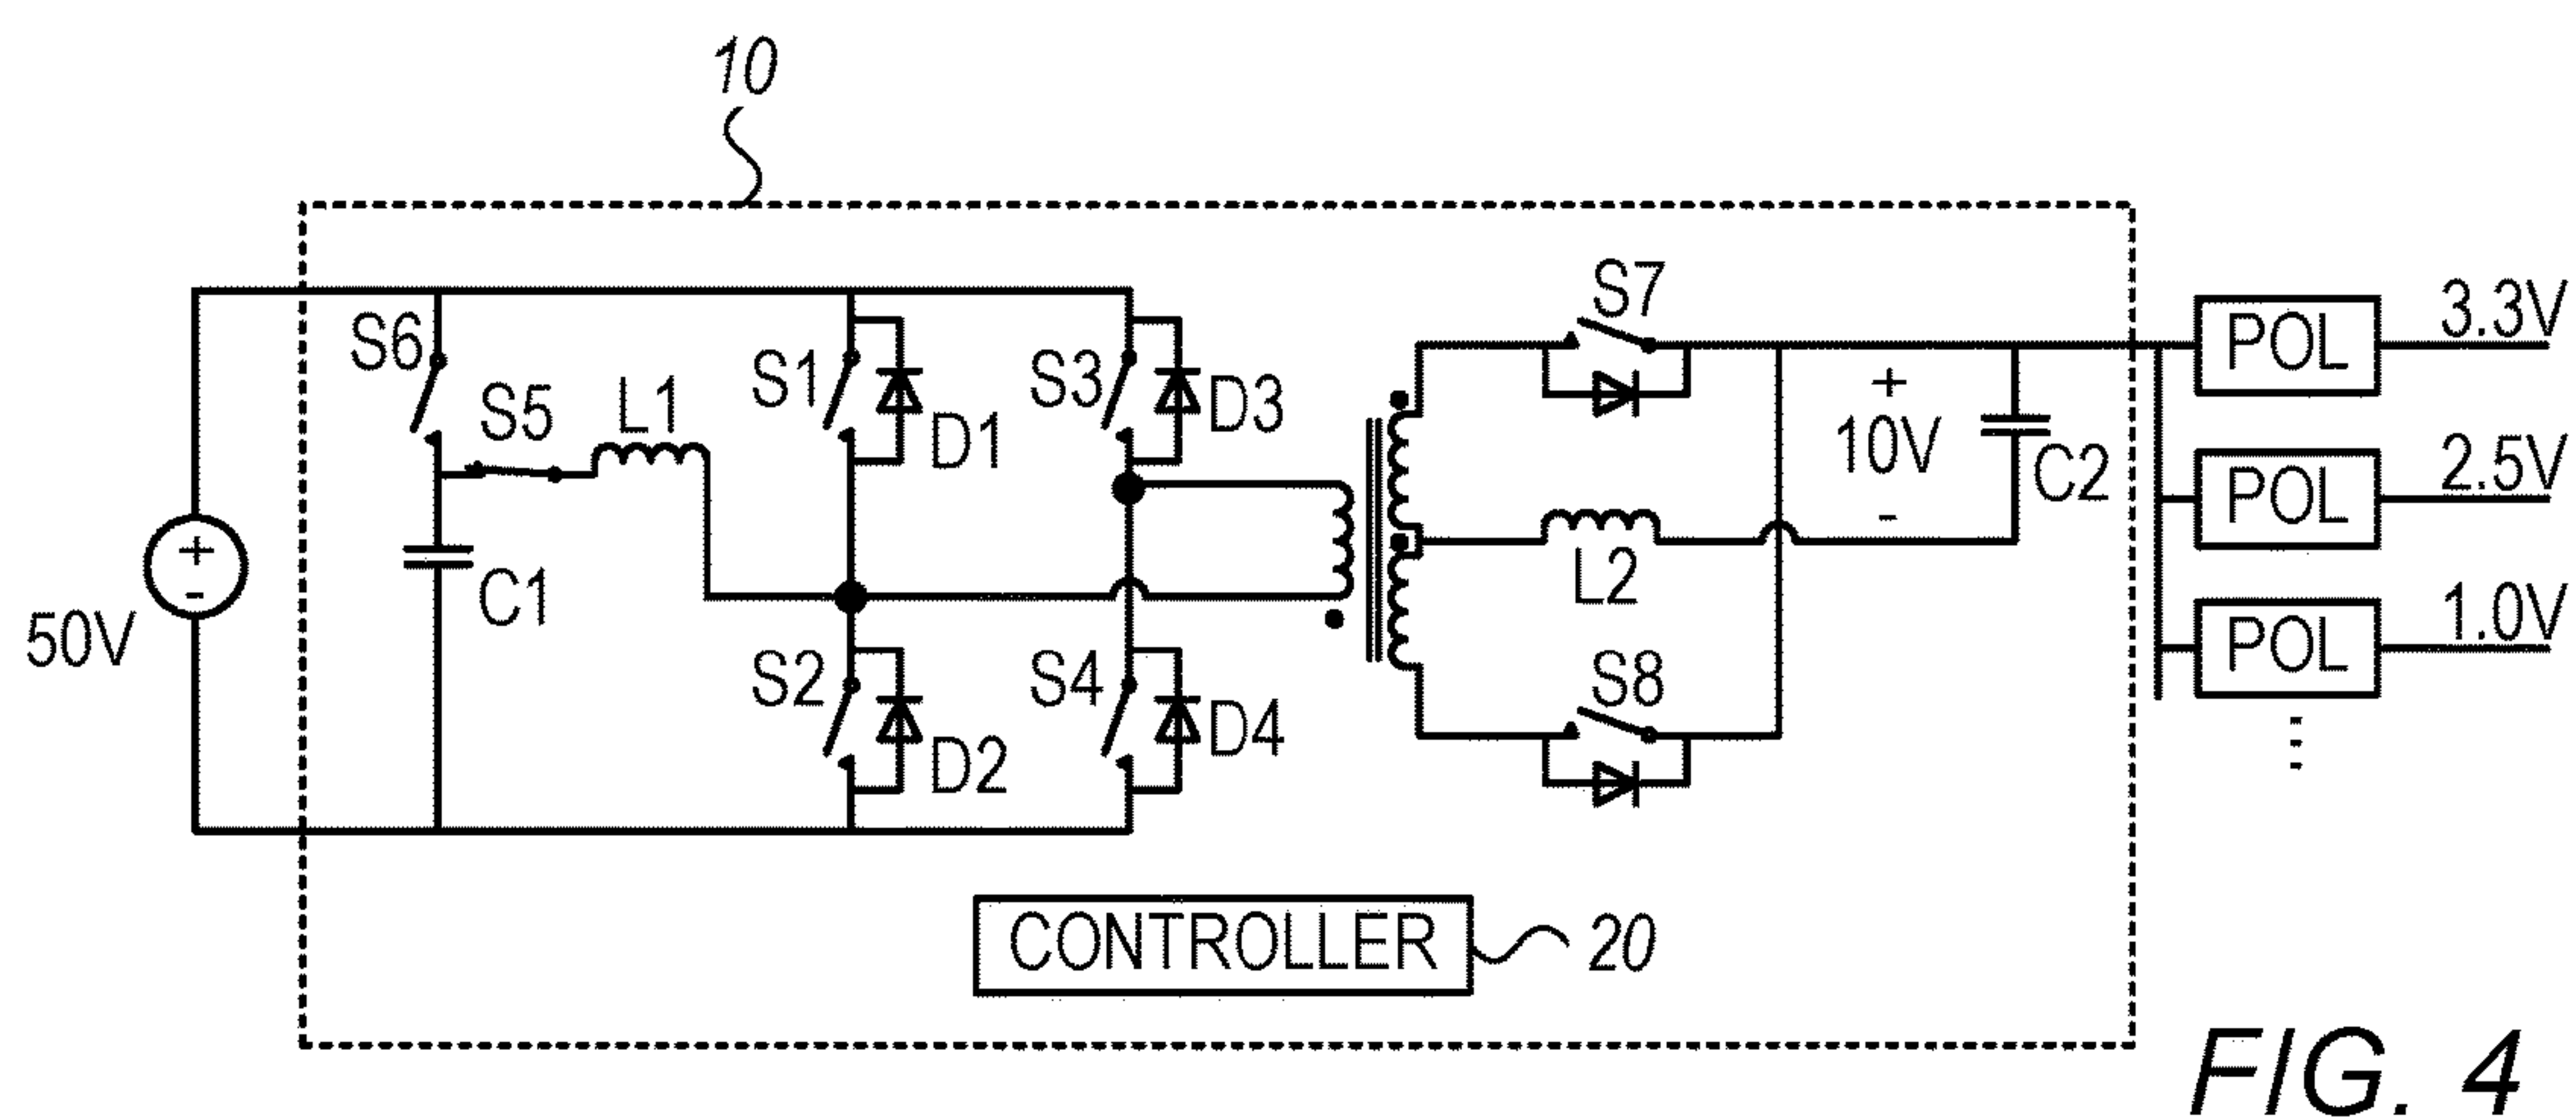 10
S6
S5
L1
S1
D1
S3
D3
S7
+
10V
-
C2
POL
3.3V
POL
2.5V
POL
1.0V
+
-
50V
C1
S2
D2
S4
D4
L2
S8
CONTROLLER
20
FIG. 4